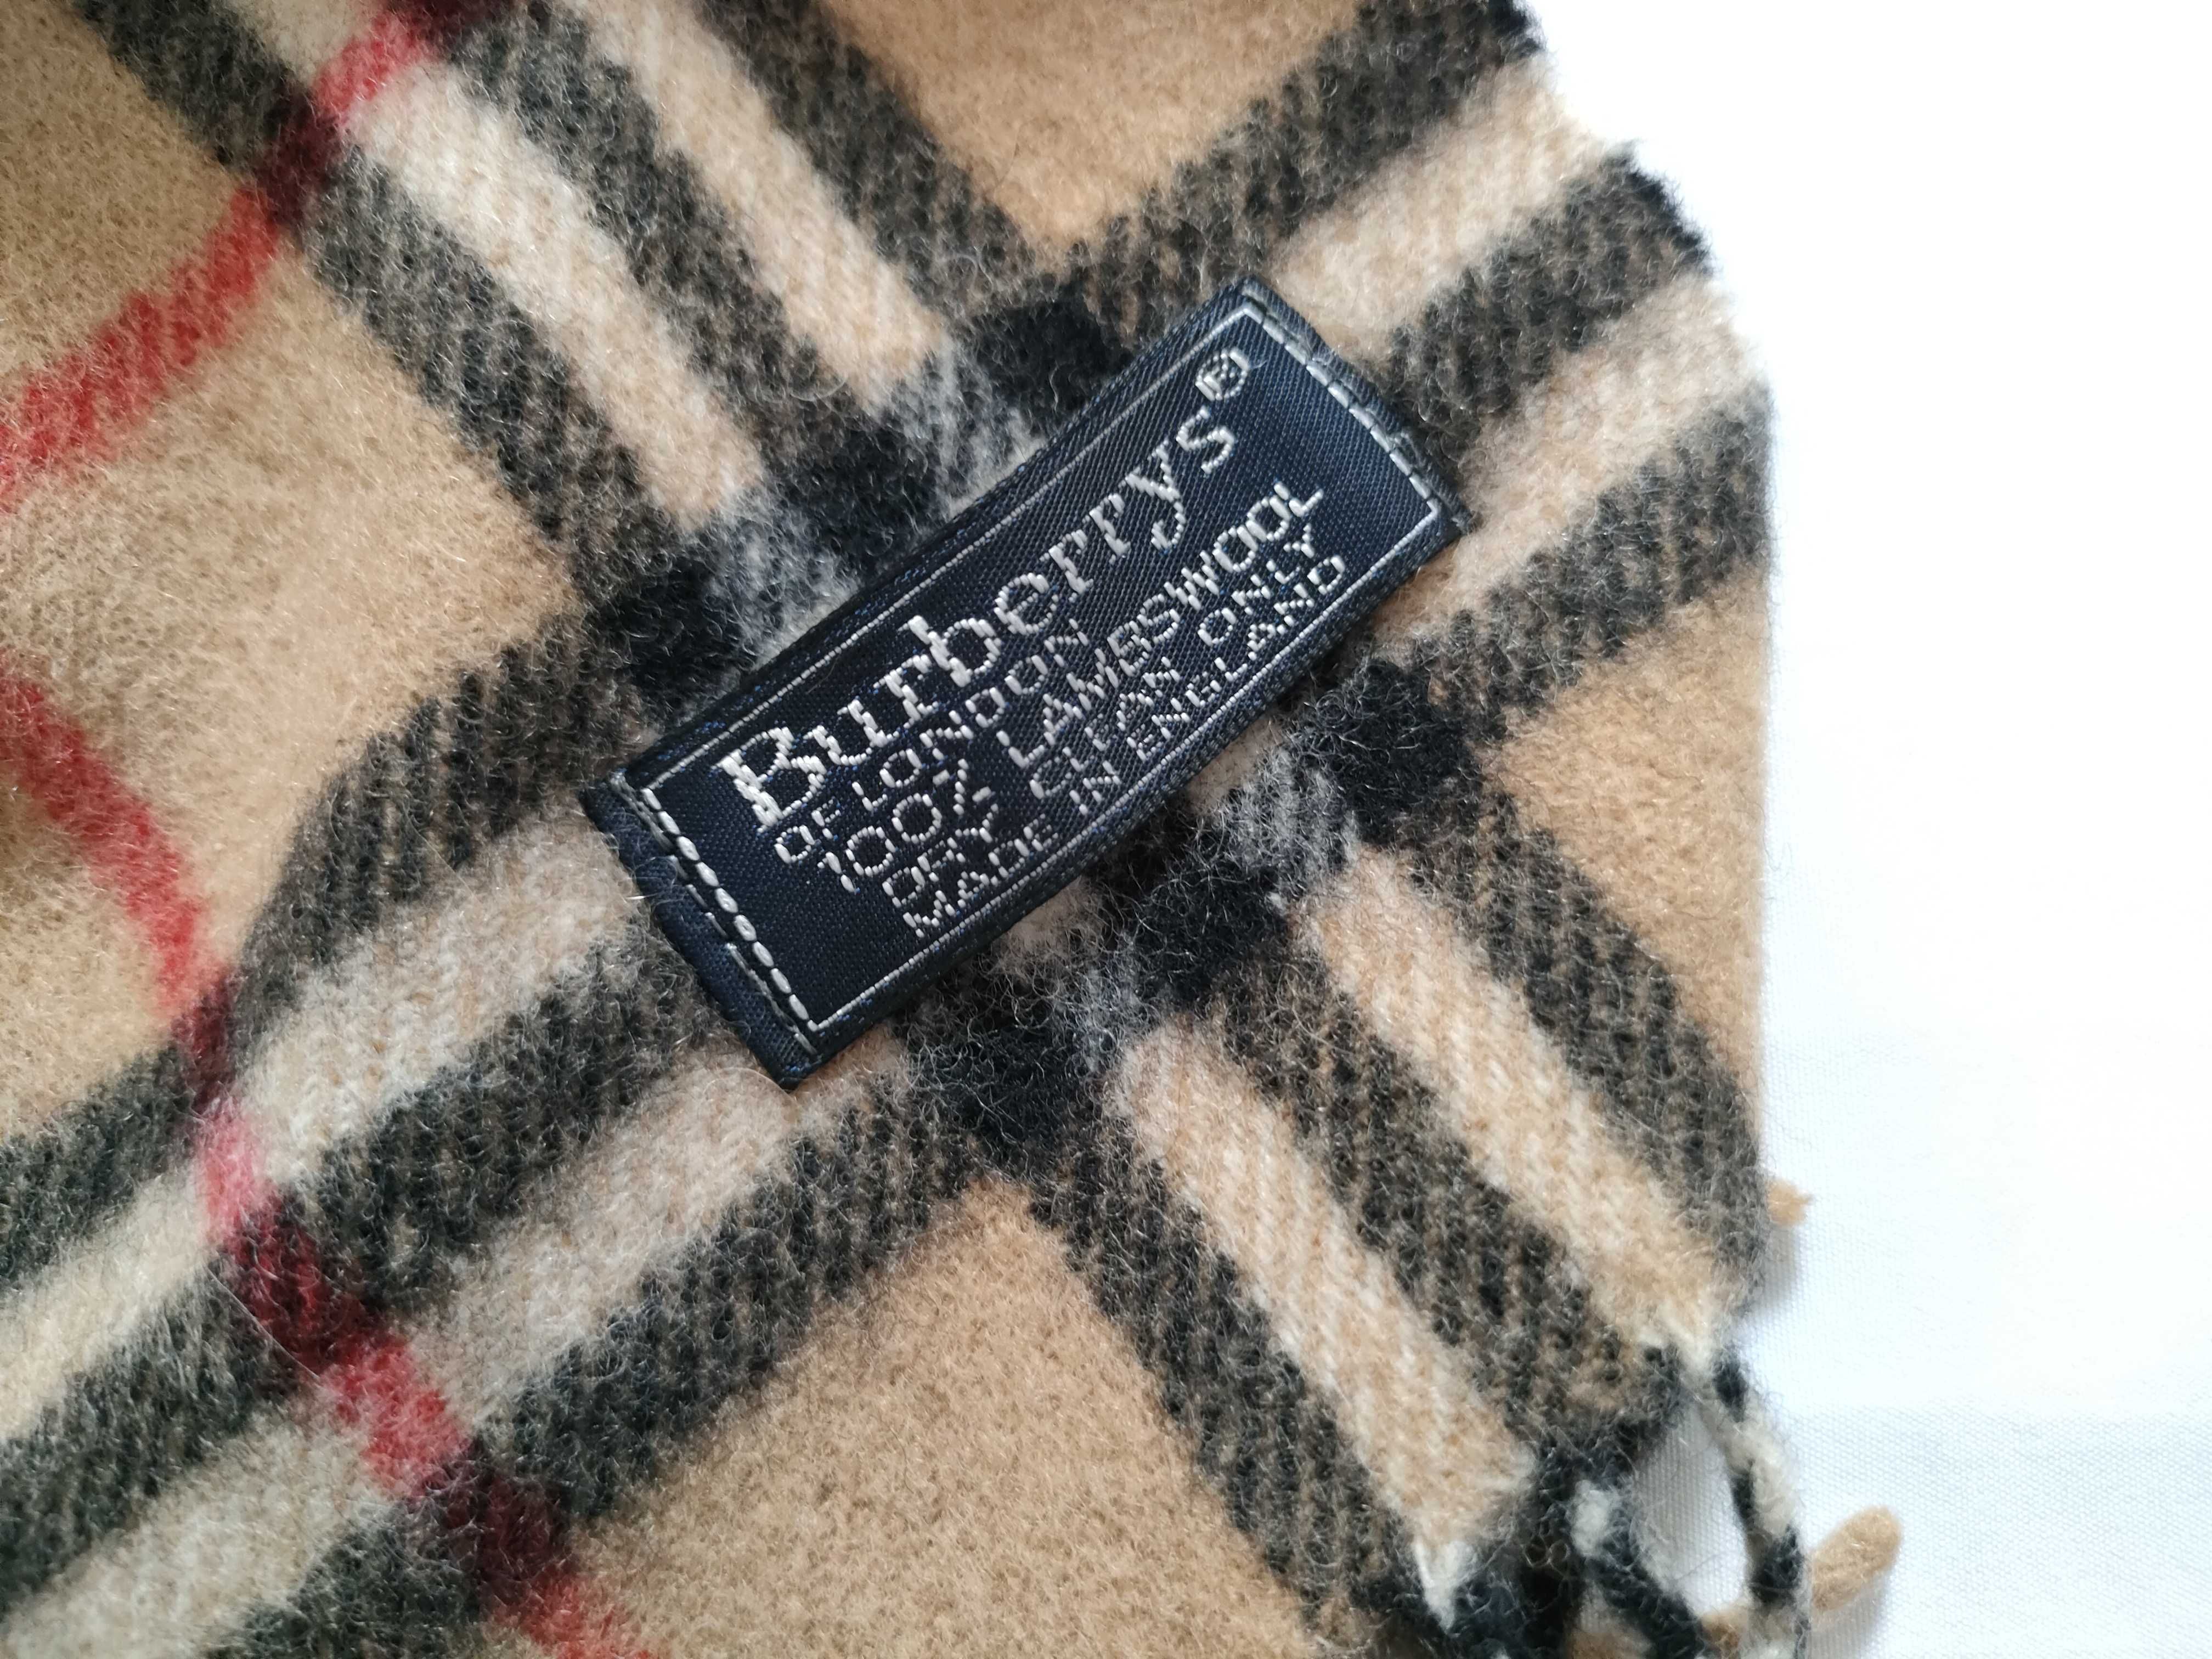 Burberrys®
OF LONDON
100% LAMBSWOOL
DRY CLEAN ONLY
MADE IN ENGLAND